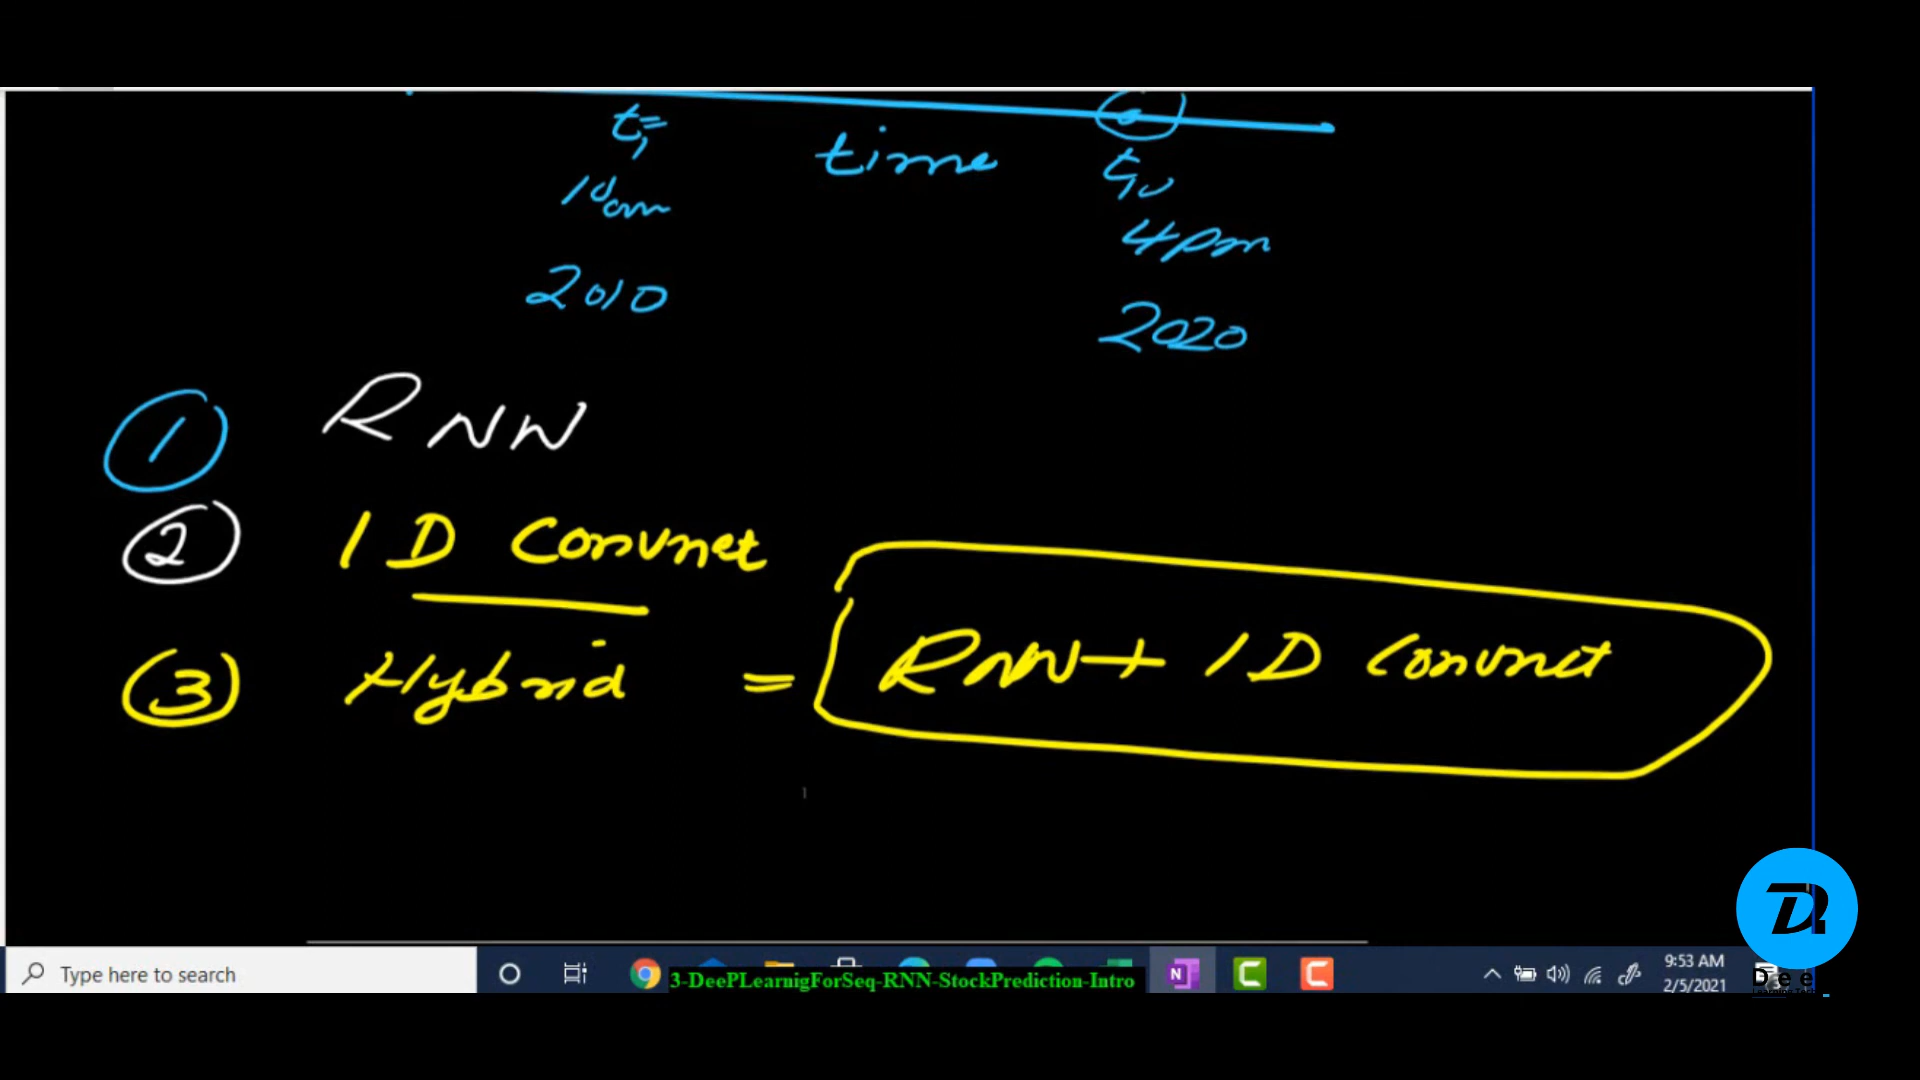 t1=
time
t10
10am
4pm
2010
2020
1 RNN
2 1D Convnet
3 Hybrid = RNN + 1D Convnet
Type here to search
3-DeePLearnigForSeq-RNN-StockPrediction-Intro
9:53 AM
2/5/2021
Dee